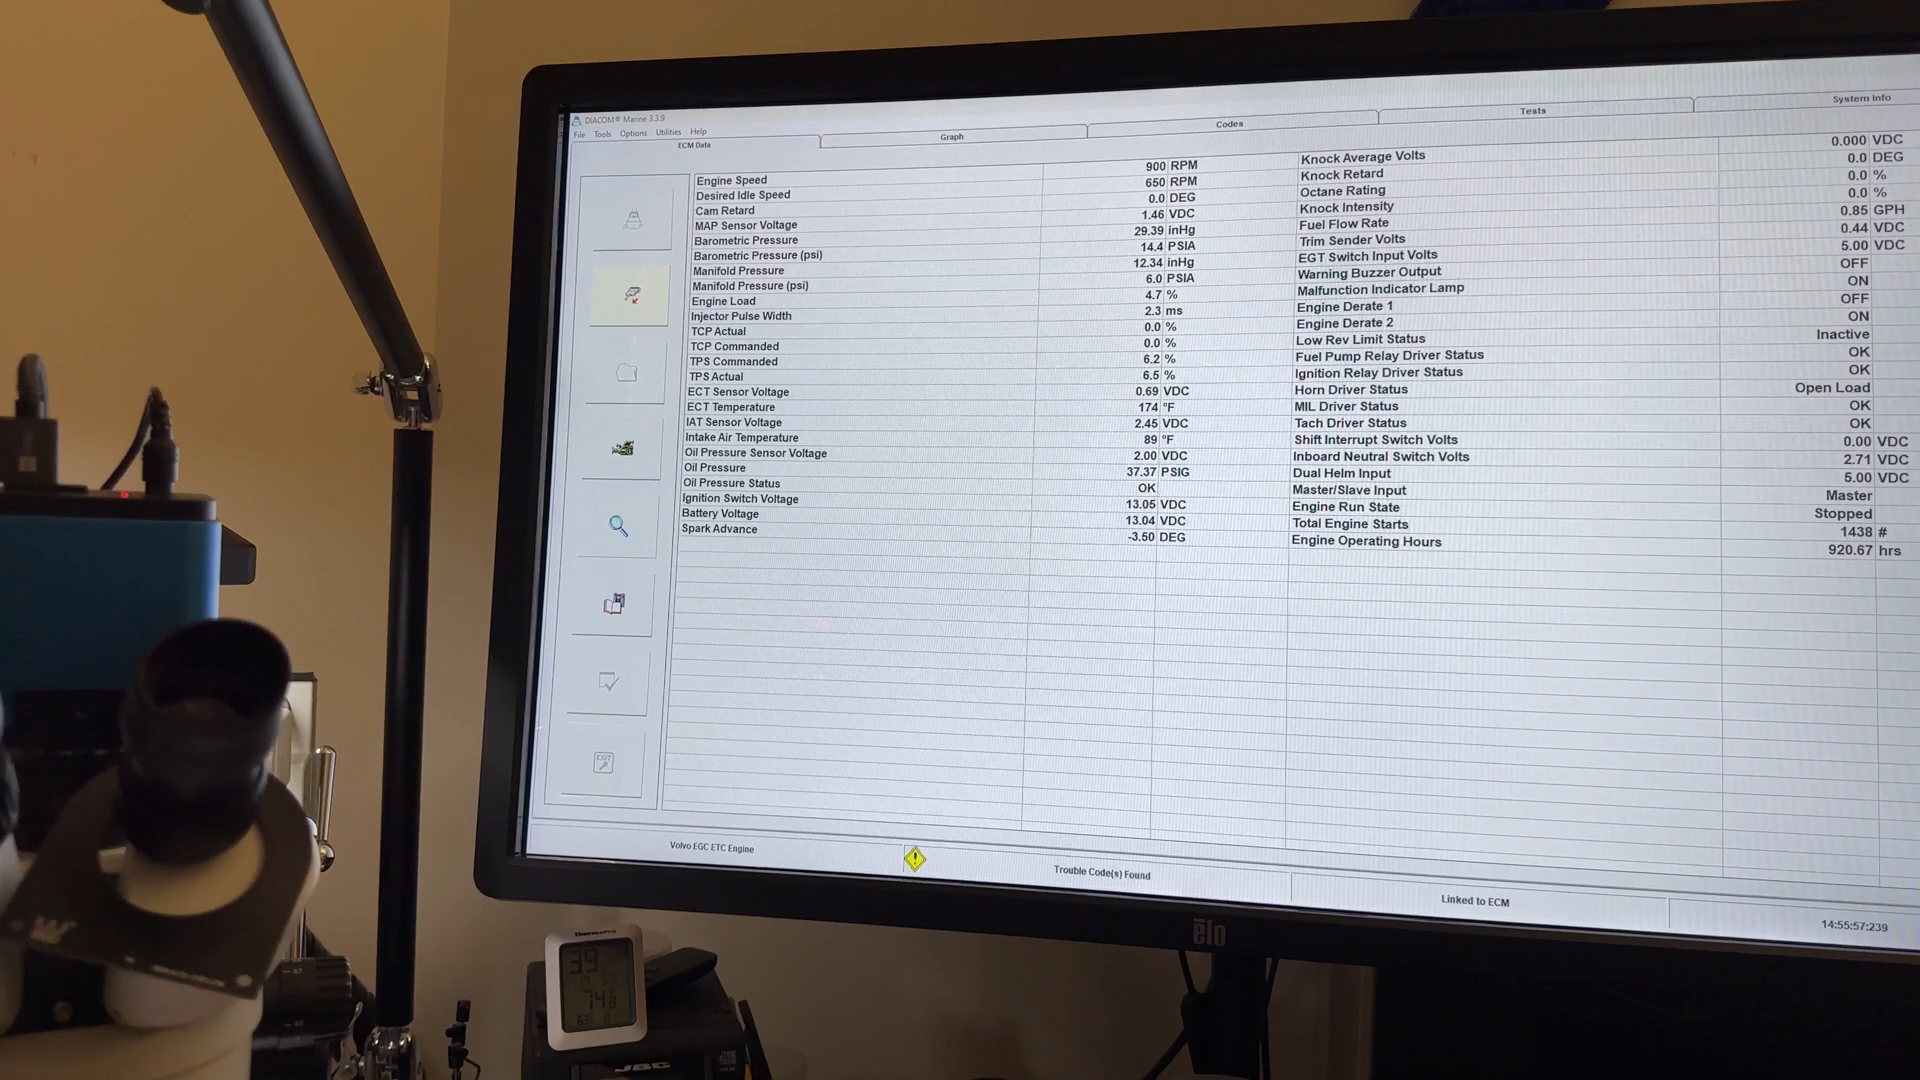 DIACOM® Marine 3.3.9
File Tools Options Utilities Help
ECM Data Graph Codes Tests System Info
Engine Speed 900 RPM
Desired Idle Speed 650 RPM
Cam Retard 0.0 DEG
MAP Sensor Voltage 1.46 VDC
Barometric Pressure 29.39 inHg
Barometric Pressure (psi) 14.4 PSIA
Manifold Pressure 12.34 inHg
Manifold Pressure (psi) 6.0 PSIA
Engine Load 4.7 %
Injector Pulse Width 2.3 ms
TCP Actual 0.0 %
TCP Commanded 0.0 %
TPS Commanded 6.2 %
TPS Actual 6.5 %
ECT Sensor Voltage 0.69 VDC
ECT Temperature 174 °F
IAT Sensor Voltage 2.45 VDC
Intake Air Temperature 89 °F
Oil Pressure Sensor Voltage 2.00 VDC
Oil Pressure 37.37 PSIG
Oil Pressure Status OK
Ignition Switch Voltage 13.05 VDC
Battery Voltage 13.04 VDC
Spark Advance -3.50 DEG
Knock Average Volts 0.000 VDC
Knock Retard 0.0 DEG
Octane Rating 0.0 %
Knock Intensity 0.0 %
Fuel Flow Rate 0.85 GPH
Trim Sender Volts 0.44 VDC
EGT Switch Input Volts 5.00 VDC
Warning Buzzer Output OFF
Malfunction Indicator Lamp ON
Engine Derate 1 OFF
Engine Derate 2 ON
Low Rev Limit Status Inactive
Fuel Pump Relay Driver Status OK
Ignition Relay Driver Status OK
Horn Driver Status Open Load
MIL Driver Status OK
Tach Driver Status OK
Shift Interrupt Switch Volts 0.00 VDC
Inboard Neutral Switch Volts 2.71 VDC
Dual Helm Input 5.00 VDC
Master/Slave Input Master
Engine Run State Stopped
Total Engine Starts 1438 #
Engine Operating Hours 920.67 hrs
EXIT
Volvo EGC ETC Engine
Trouble Code(s) Found
Linked to ECM
14:55:57:239
elo
ThermoPro
39
JBC